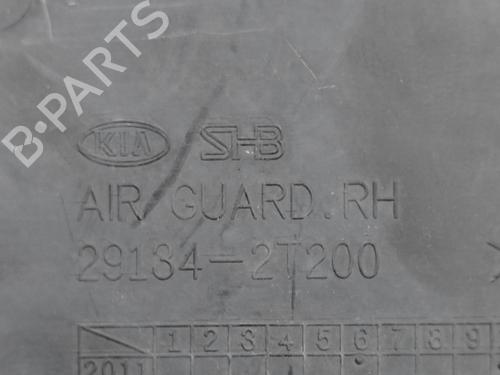 B·PARTS
KIA SHB
AIR GUARD.RH
29134-2T200
1 2 3 4 5 6 7 8 9
2011